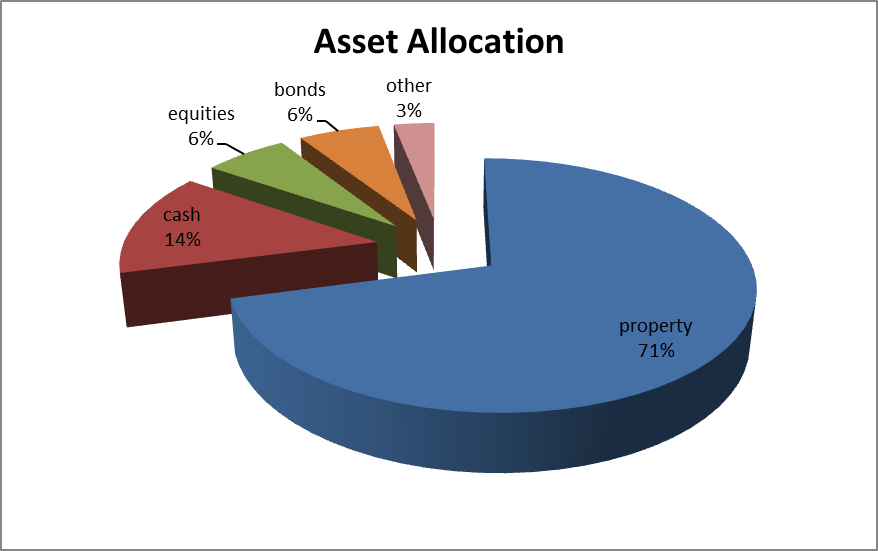 Asset Allocation
other
3%
bonds
6%
equities
6%
cash
14%
property
71%